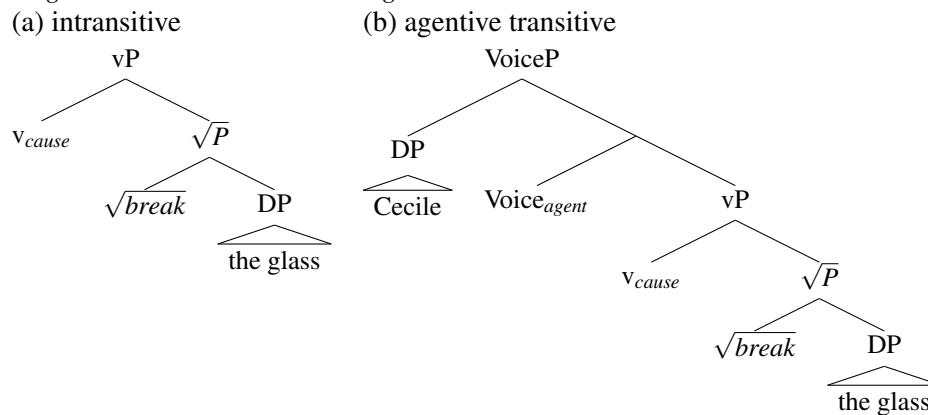 (a) intransitive (b) agentive transitive
vP VoiceP
v_cause √P DP
√break DP Cecile Voice_agent vP
the glass v_cause √P
√break DP
the glass